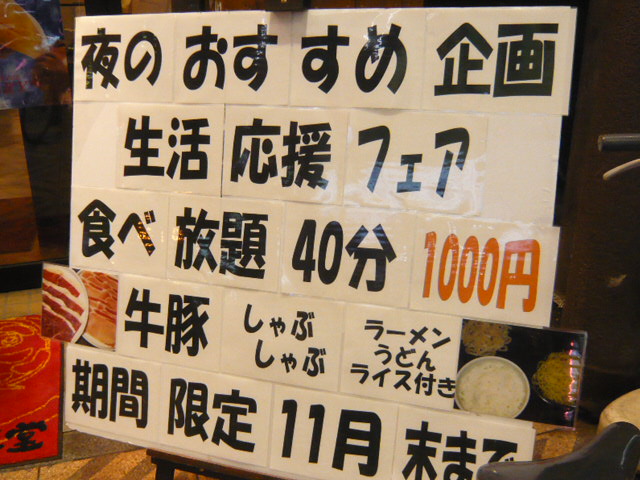 夜のおすすめ企画
生活応援フェア
食べ放題40分1000円
牛豚しゃぶしゃぶ
ラーメン
うどん
ライス付き
期間限定11月末まで
堂